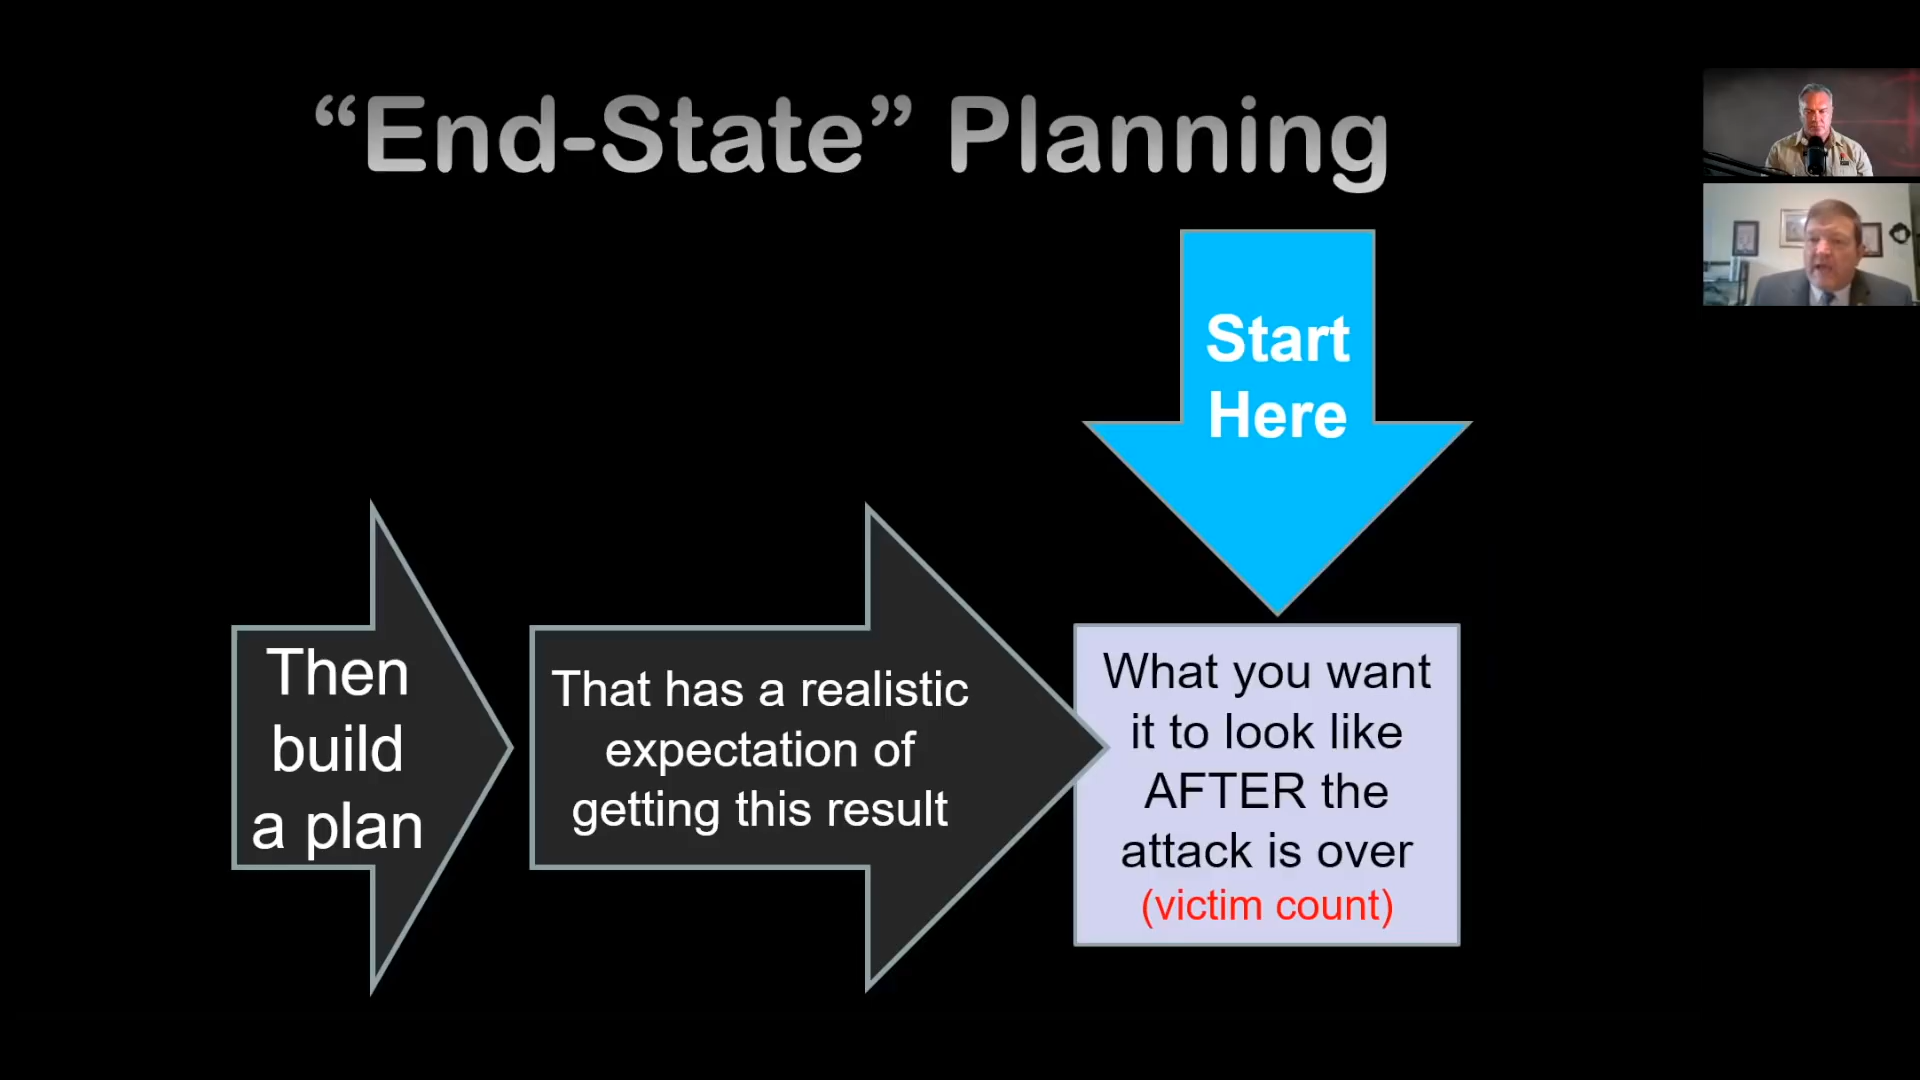 “End-State” Planning
Start
Here
Then
build
a plan
That has a realistic
expectation of
getting this result
What you want
it to look like
AFTER the
attack is over
(victim count)